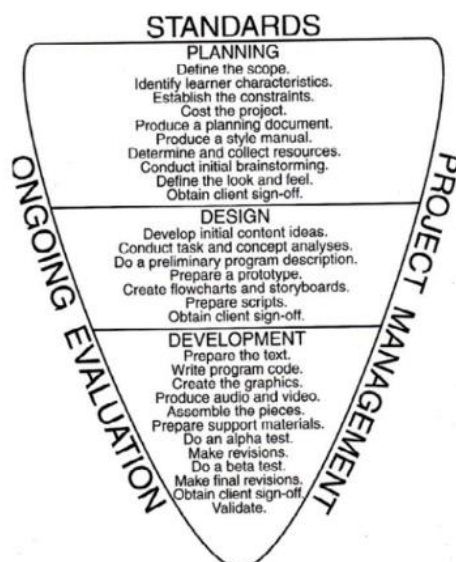 STANDARDS
PLANNING
Define the scope.
Identify learner characteristics.
Establish the constraints.
Cost the project.
Produce a planning document.
Produce a style manual.
Determine and collect resources.
Conduct initial brainstorming.
Define the look and feel.
Obtain client sign-off.
DESIGN
Develop initial content ideas.
Conduct task and concept analyses.
Do a preliminary program description.
Prepare a prototype.
Create flowcharts and storyboards.
Prepare scripts.
Obtain client sign-off.
DEVELOPMENT
Prepare the text.
Write program code.
Create the graphics.
Produce audio and video.
Assemble the pieces.
Prepare support materials.
Do an alpha test.
Make revisions.
Do a beta test.
Make final revisions.
Obtain client sign-off.
Validate.
ONGOING EVALUATION
PROJECT MANAGEMENT